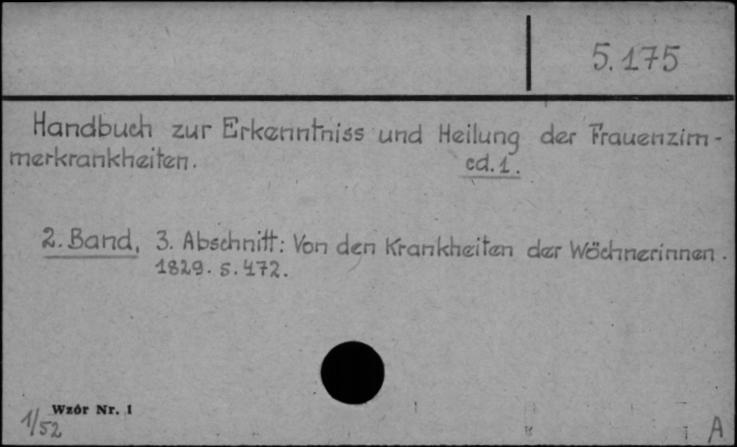 5.175
Handbuch zur Erkenntniss und Heilung der Frauenzim-
merkrankheiten.
cd.1.
2. Band, 3. Abschnitt: Von den Krankheiten der Wöchnerinnen.
1829. s. 472.
Wzór Nr. 1
1/52
A